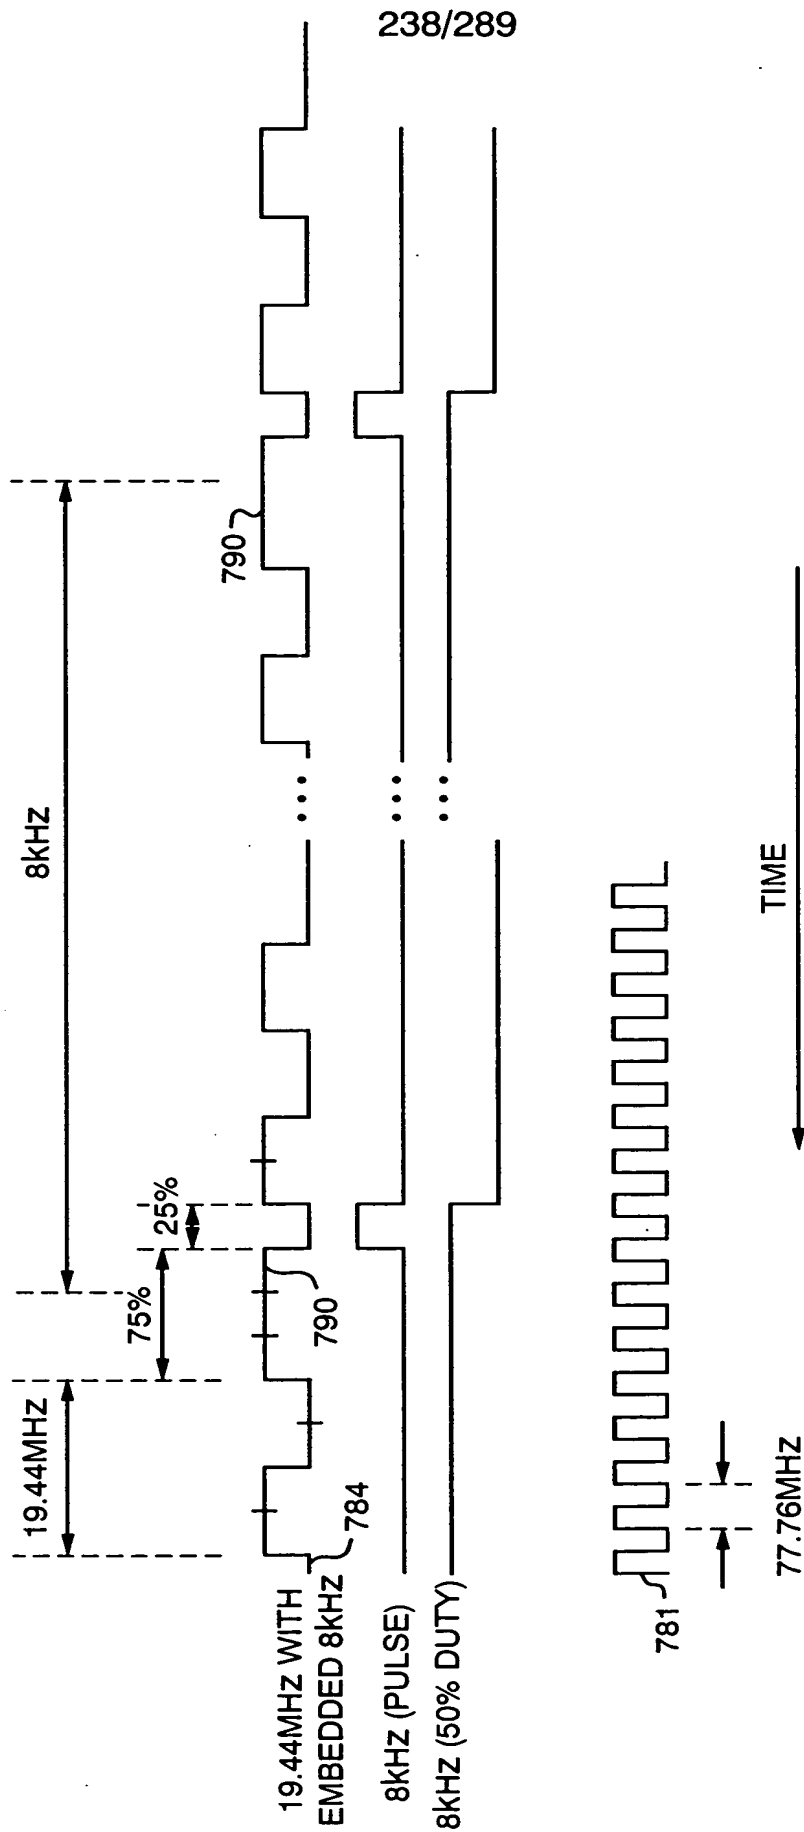 238/289
8kHz
19.44MHz
75%
25%
790
790
784
19.44MHz WITH
EMBEDDED 8kHz
8kHz (PULSE)
8kHz (50% DUTY)
781
77.76MHz
TIME